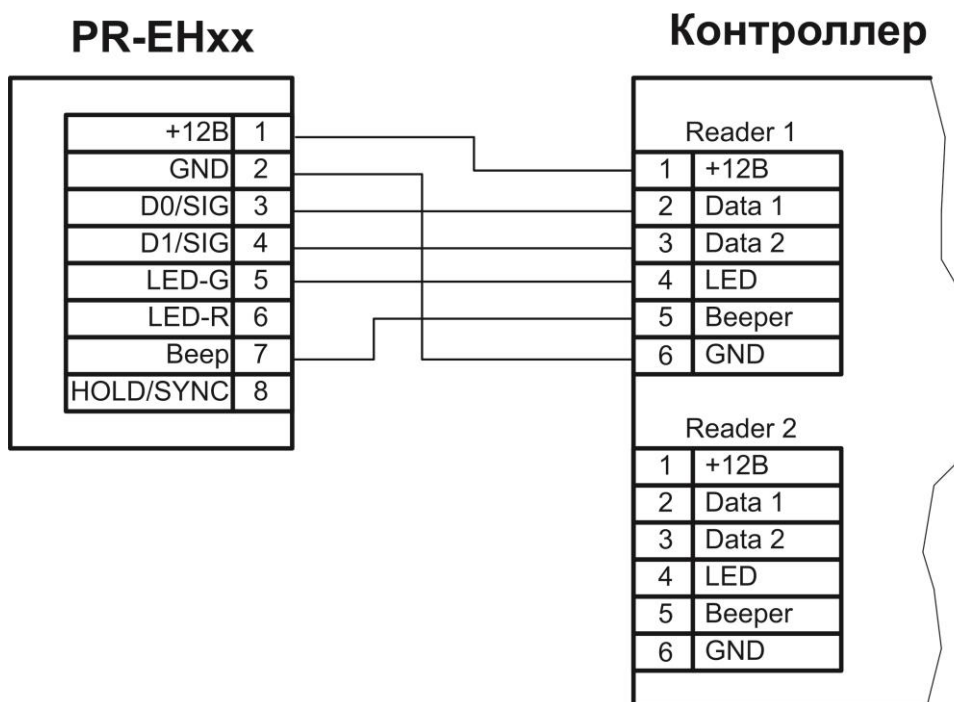 PR-EHxx
+12В 1
GND 2
D0/SIG 3
D1/SIG 4
LED-G 5
LED-R 6
Beep 7
HOLD/SYNC 8
Контроллер
Reader 1
1 +12В
2 Data 1
3 Data 2
4 LED
5 Beeper
6 GND
Reader 2
1 +12В
2 Data 1
3 Data 2
4 LED
5 Beeper
6 GND